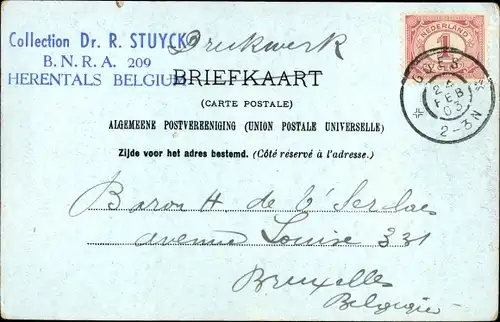 Collection Dr. R. STUYCK
B.N.R.A. 209
HERENTALS BELGIUM
Drukwerk
NEDERLAND
1
24
FEB
03
2-3N
BRIEFKAART
(CARTE POSTALE)
ALGEMEENE POSTVEREENIGING (UNION POSTALE UNIVERSELLE)
Zijde voor het adres bestemd. (Côté réservé à l'adresse.)
Baron H de t'Serclaes
avenue Louise 331
Bruxelles
Belgique